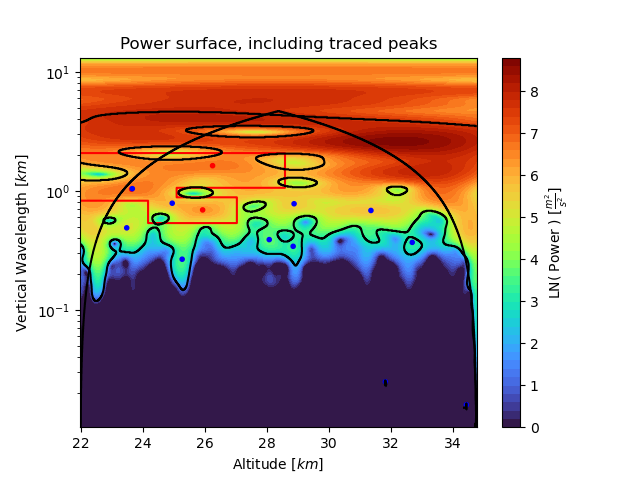 Power surface, including traced peaks
10¹
10⁰
10⁻¹
Vertical Wavelength [km]
22 24 26 28 30 32 34
Altitude [km]
8
7
6
5
4
3
2
1
0
LN( Power ) [m²/s²]